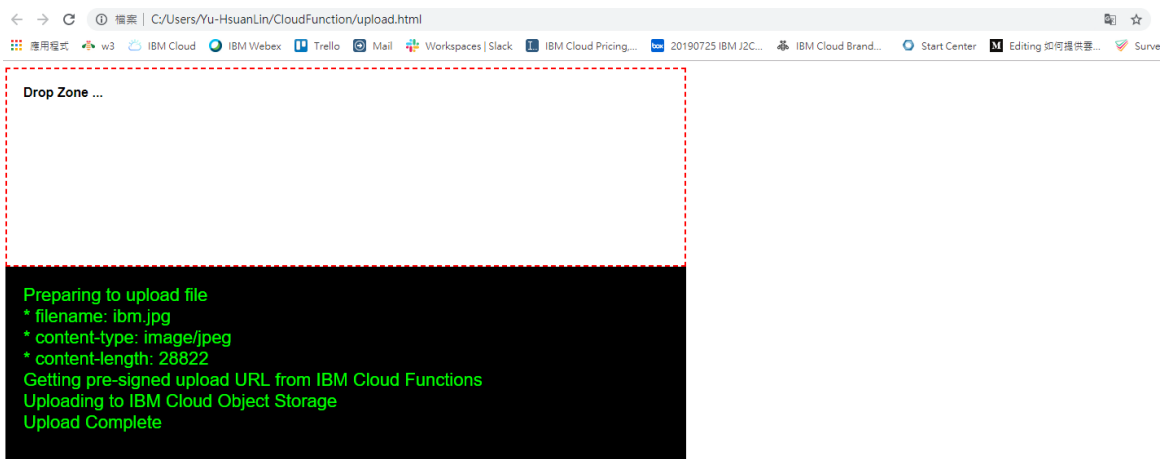 檔案 | C:/Users/Yu-HsuanLin/CloudFunction/upload.html
應用程式 w3 IBM Cloud IBM Webex Trello Mail Workspaces | Slack IBM Cloud Pricing,... 20190725 IBM J2C... IBM Cloud Brand... Start Center Editing 如何提供雲... Surve
Drop Zone ...
Preparing to upload file
* filename: ibm.jpg
* content-type: image/jpeg
* content-length: 28822
Getting pre-signed upload URL from IBM Cloud Functions
Uploading to IBM Cloud Object Storage
Upload Complete